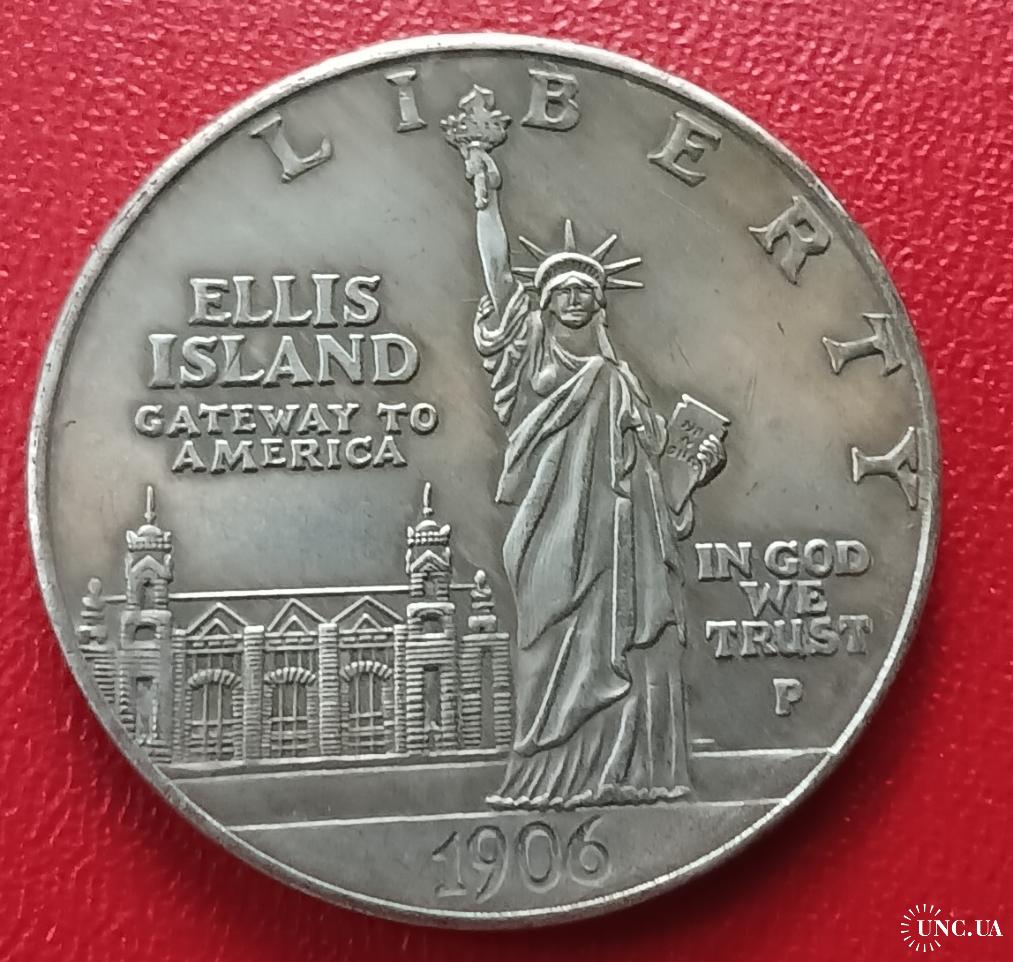 LIBERTY
ELLIS
ISLAND
GATEWAY TO
AMERICA
IN GOD
WE
TRUST
P
1906
UNC.UA